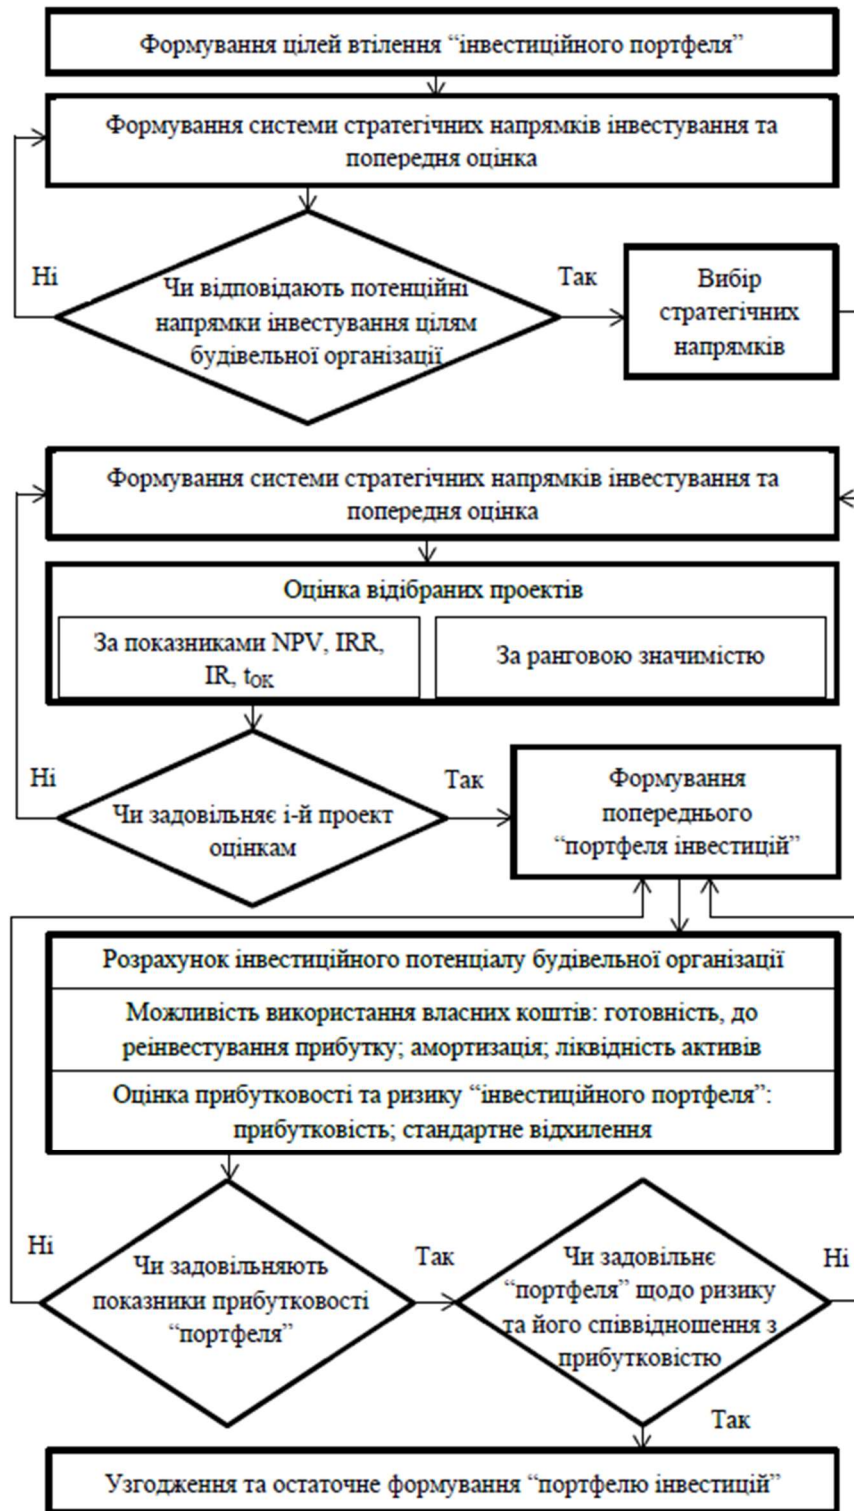 Формування цілей втілення “інвестиційного портфеля”
Формування системи стратегічних напрямків інвестування та
попередня оцінка
Ні
Чи відповідають потенційні
напрямки інвестування цілям
будівельної організації
Так
Вибір
стратегічних
напрямків
Формування системи стратегічних напрямків інвестування та
попередня оцінка
Оцінка відібраних проектів
За показниками NPV, IRR,
IR, tОК
За ранговою значимістю
Ні
Чи задовільняє і-й проект
оцінкам
Так
Формування
попереднього
“портфеля інвестицій”
Розрахунок інвестиційного потенціалу будівельної організації
Можливість використання власних коштів: готовність, до
реінвестування прибутку; амортизація; ліквідність активів
Оцінка прибутковості та ризику “інвестиційного портфеля”:
прибутковість; стандартне відхилення
Ні
Чи задовільняють
показники прибутковості
“портфеля”
Так
Чи задовільнє
“портфеля” щодо ризику
та його співвідношення з
прибутковістю
Ні
Так
Узгодження та остаточне формування “портфелю інвестицій”